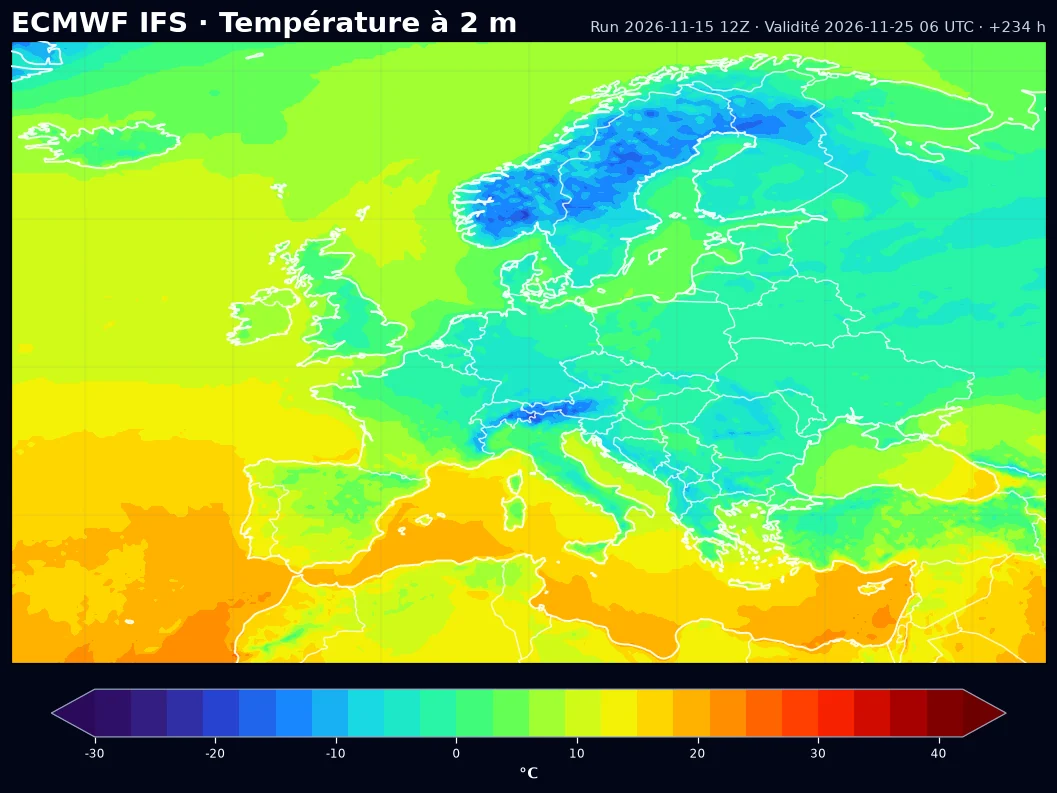 ECMWF IFS · Température à 2 m
Run 2026-11-15 12Z · Validité 2026-11-25 06 UTC · +234 h
-30 -20 -10 0 10 20 30 40
°C